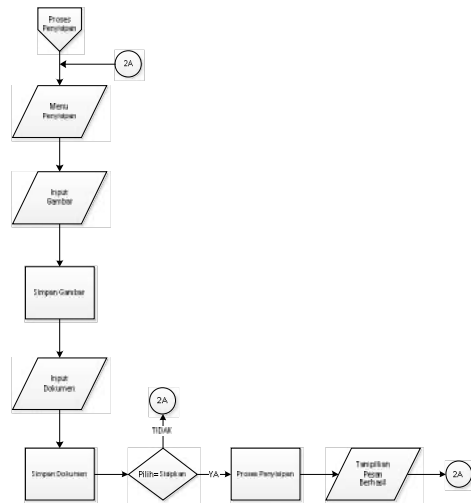 Proses
Penyisipan
2A
Menu
Penyisipan
Input
Gambar
Simpan Gambar
Input
Dokumen
2A
TIDAK
Simpan Dokumen
Pilih= Sisipkan
YA
Proses Penyisipan
Tampilkan
Pesan
Berhasil
2A